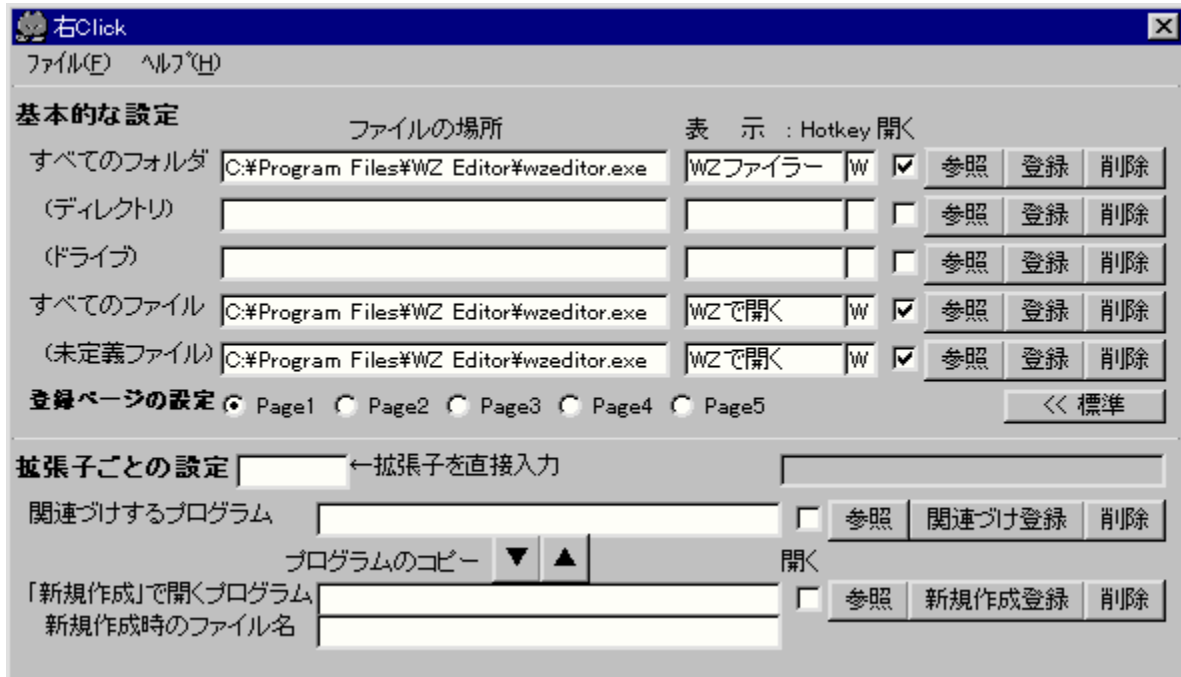 右Click
ファイル(F) ヘルプ(H)
基本的な設定
ファイルの場所 表 示 : Hotkey 開く
すべてのフォルダ C:¥Program Files¥WZ Editor¥wzeditor.exe WZファイラー W 参照 登録 削除
(ディレクトリ) 参照 登録 削除
(ドライブ) 参照 登録 削除
すべてのファイル C:¥Program Files¥WZ Editor¥wzeditor.exe WZで開く W 参照 登録 削除
(未定義ファイル) C:¥Program Files¥WZ Editor¥wzeditor.exe WZで開く W 参照 登録 削除
登録ページの設定 Page1 Page2 Page3 Page4 Page5 << 標準
拡張子ごとの設定 ←拡張子を直接入力
関連づけするプログラム 参照 関連づけ登録 削除
プログラムのコピー ▼ ▲ 開く
「新規作成」で開くプログラム 参照 新規作成登録 削除
新規作成時のファイル名